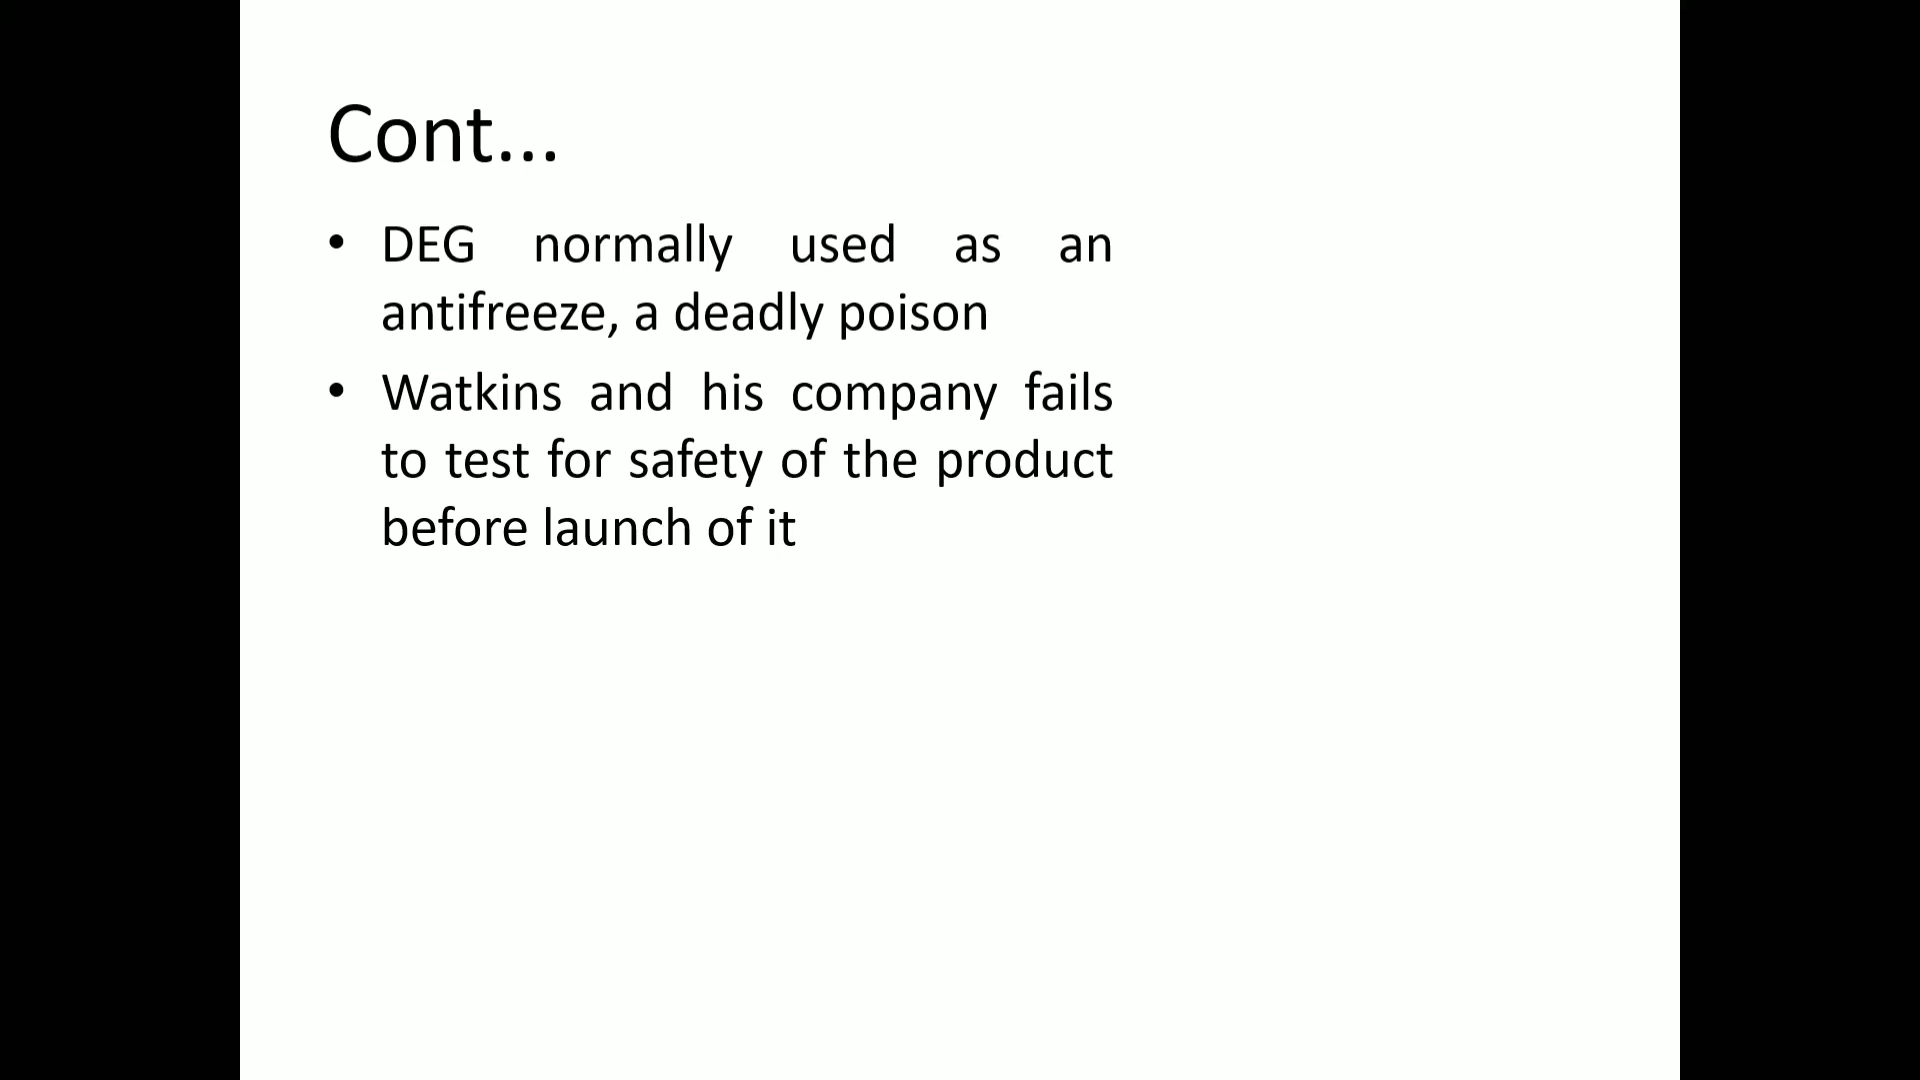 Cont...
• DEG normally used as an
antifreeze, a deadly poison
• Watkins and his company fails
to test for safety of the product
before launch of it